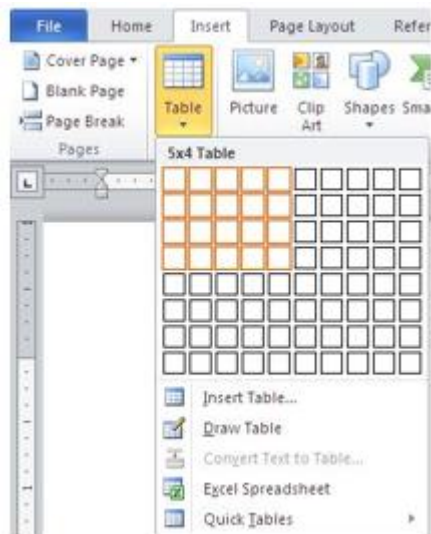 File Home Insert Page Layout Refer
Cover Page
Blank Page
Page Break
Pages
Table
Picture
Clip Art
Shapes
Sma
5x4 Table
Insert Table...
Draw Table
Convert Text to Table...
Excel Spreadsheet
Quick Tables